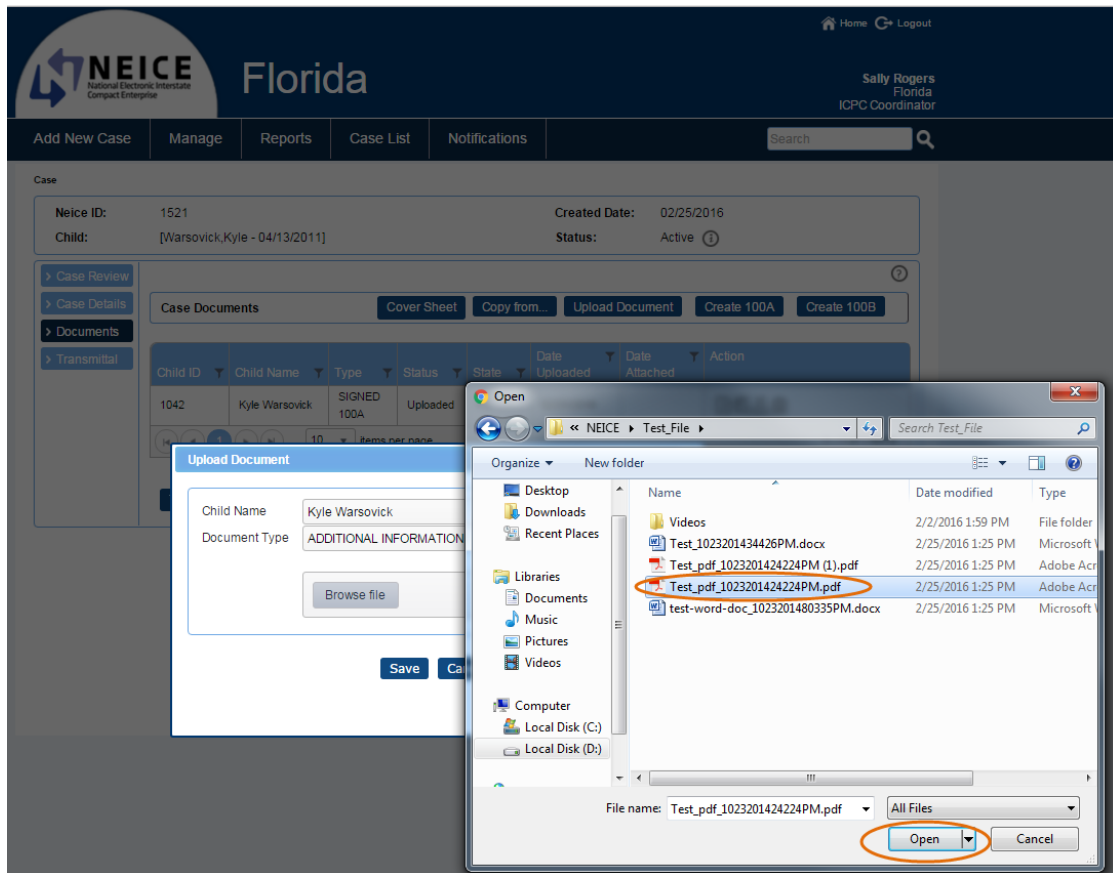 Home Logout
NEICE
National Electronic Interstate
Compact Enterprise
Florida
Sally Rogers
Florida
ICPC Coordinator
Add New Case Manage Reports Case List Notifications Search
Case
Neice ID: 1521 Created Date: 02/25/2016
Child: [Warsovick,Kyle - 04/13/2011] Status: Active
> Case Review
> Case Details
> Documents
> Transmittal
Case Documents Cover Sheet Copy from... Upload Document Create 100A Create 100B
Child ID Child Name Type Status State Date Uploaded Date Attached Action
1042 Kyle Warsovick SIGNED 100A Uploaded
1 10 items per page
Upload Document
Child Name Kyle Warsovick
Document Type ADDITIONAL INFORMATION
Browse file
Save Ca
Open
« NEICE Test_File Search Test_File
Organize New folder
Desktop
Downloads
Recent Places
Libraries
Documents
Music
Pictures
Videos
Computer
Local Disk (C:)
Local Disk (D:)
Name Date modified Type
Videos 2/2/2016 1:59 PM File folder
Test_1023201434426PM.docx 2/25/2016 1:25 PM Microsoft
Test_pdf_1023201424224PM (1).pdf 2/25/2016 1:25 PM Adobe Acr
Test_pdf_1023201424224PM.pdf 2/25/2016 1:25 PM Adobe Acr
test-word-doc_1023201480335PM.docx 2/25/2016 1:25 PM Microsoft
File name: Test_pdf_1023201424224PM.pdf All Files
Open Cancel